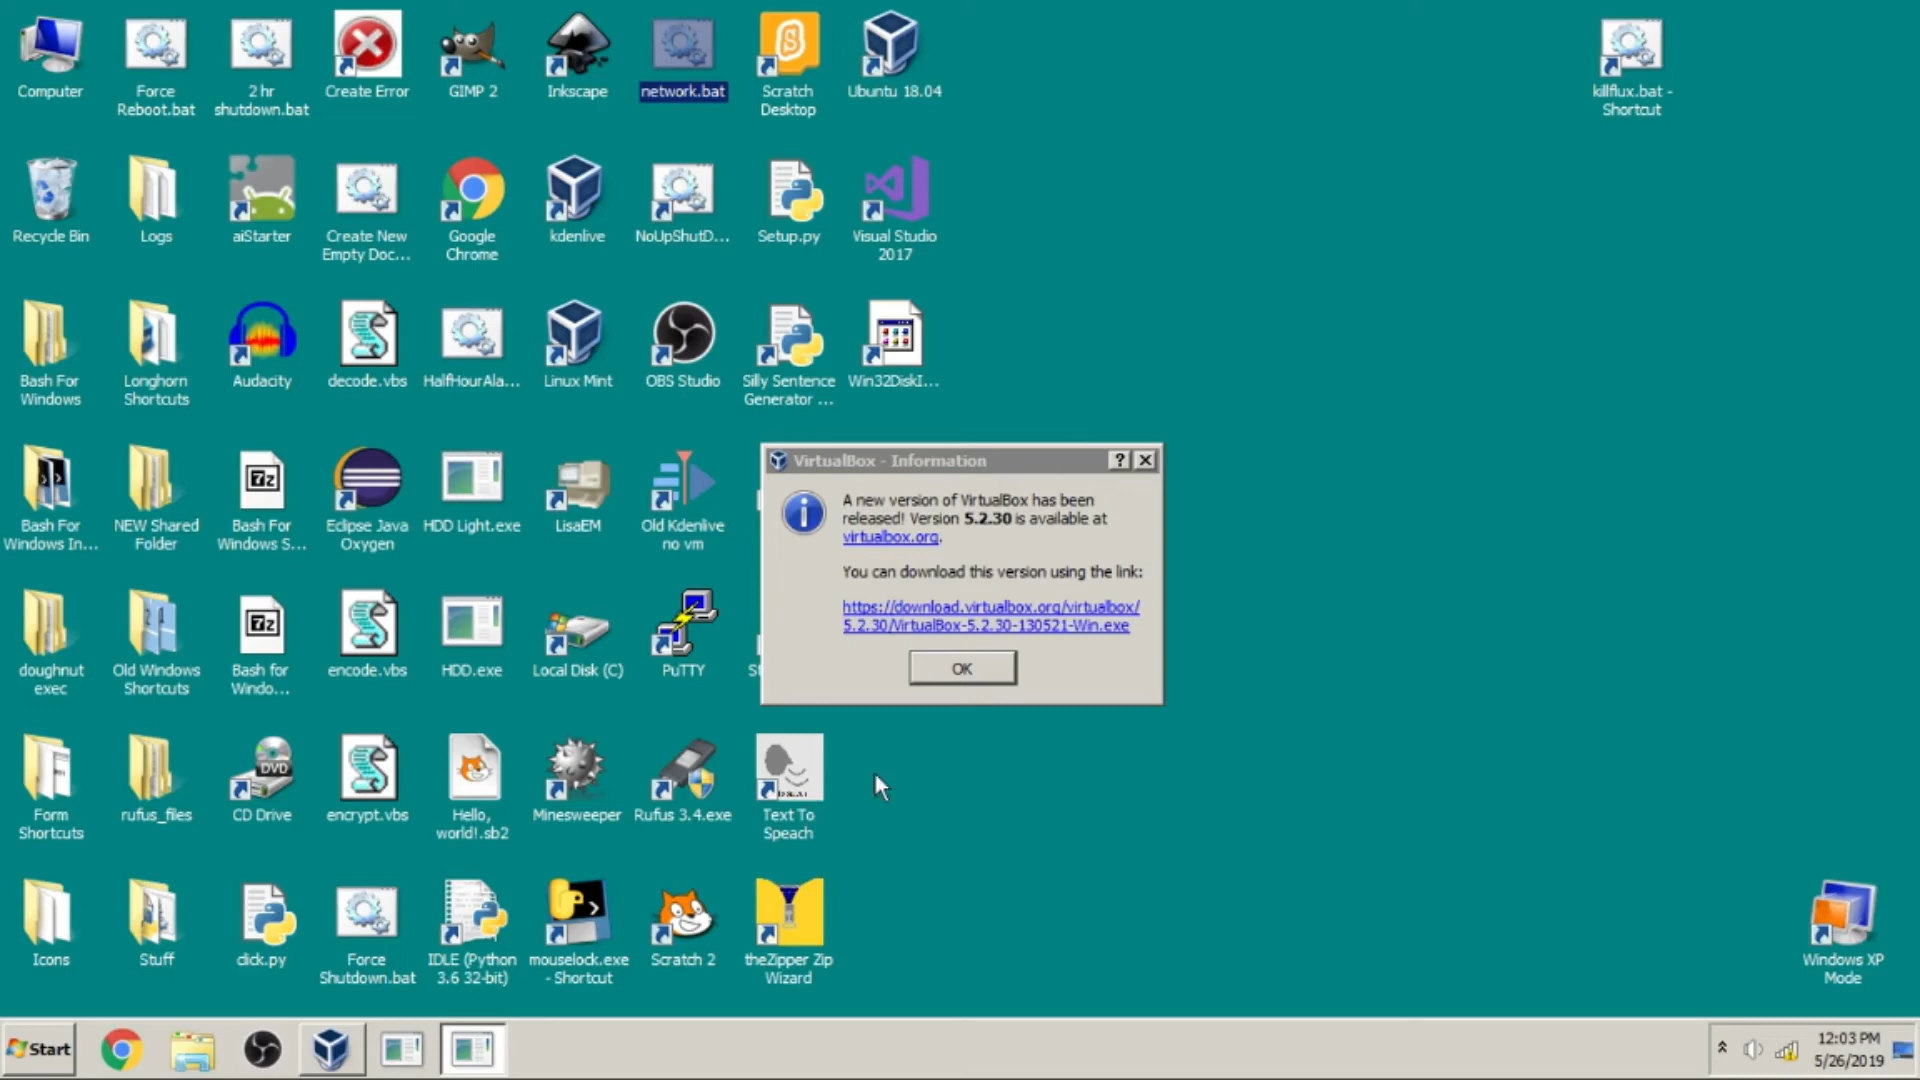 Computer
Force
Reboot.bat
2 hr
shutdown.bat
Create Error
GIMP 2
Inkscape
network.bat
Scratch
Desktop
Ubuntu 18.04
killflux.bat -
Shortcut
Recycle Bin
Logs
aiStarter
Create New
Empty Doc...
Google
Chrome
kdenlive
NoUpShutD...
Setup.py
Visual Studio
2017
Bash For
Windows
Longhorn
Shortcuts
Audacity
decode.vbs
HalfHourAla...
Linux Mint
OBS Studio
Silly Sentence
Generator ...
Win32DiskI...
Bash For
Windows In...
NEW Shared
Folder
7z
Bash For
Windows S...
Eclipse Java
Oxygen
HDD Light.exe
LisaEM
Old Kdenlive
no vm
VirtualBox - Information
A new version of VirtualBox has been
released! Version 5.2.30 is available at
virtualbox.org.
You can download this version using the link:
https://download.virtualbox.org/virtualbox/
5.2.30/VirtualBox-5.2.30-130521-Win.exe
OK
doughnut
exec
Old Windows
Shortcuts
7z
Bash for
Windo...
encode.vbs
HDD.exe
Local Disk (C)
PuTTY
St
Form
Shortcuts
rufus_files
DVD
CD Drive
encrypt.vbs
Hello,
world!.sb2
Minesweeper
Rufus 3.4.exe
Text To
Speach
Icons
Stuff
click.py
Force
Shutdown.bat
IDLE (Python
3.6 32-bit)
mouselock.exe
- Shortcut
Scratch 2
theZipper Zip
Wizard
Windows XP
Mode
Start
12:03 PM
5/26/2019